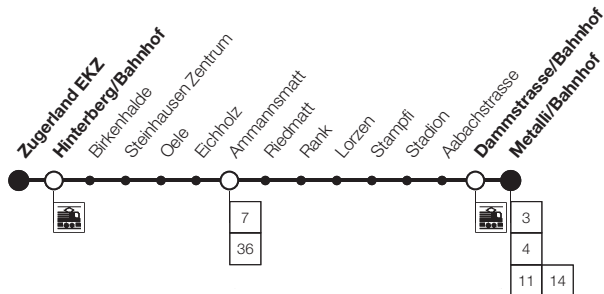 Zugerland EKZ
Hinterberg/Bahnhof
Birkenhalde
Steinhausen Zentrum
Oele
Eichholz
Ammannsmatt
Riedmatt
Rank
Lorzen
Stampfi
Stadion
Aabachstrasse
Dammstrasse/Bahnhof
Metalli/Bahnhof
7
36
3
4
11 14